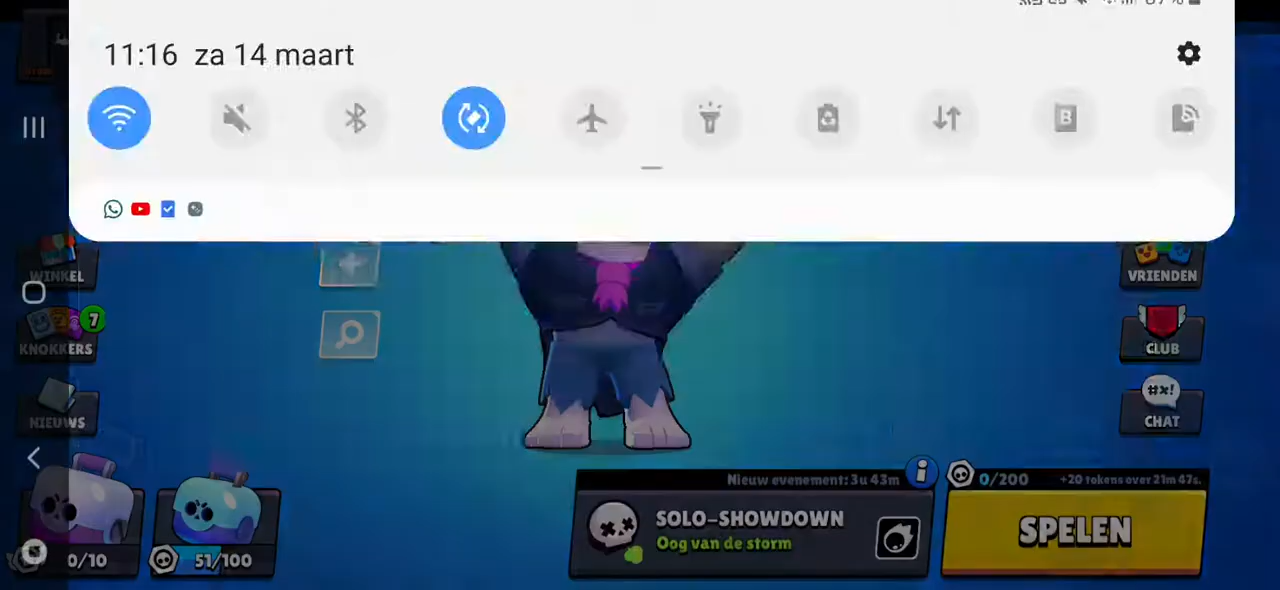 11:16 za 14 maart
WINKEL
7
KNOKKERS
NIEUWS
0/10
51/100
Nieuw evenement: 3u 43m
i
SOLO-SHOWDOWN
Oog van de storm
VRIENDEN
CLUB
#x!
CHAT
0/200
+20 tokens over 21m 47s.
SPELEN
B